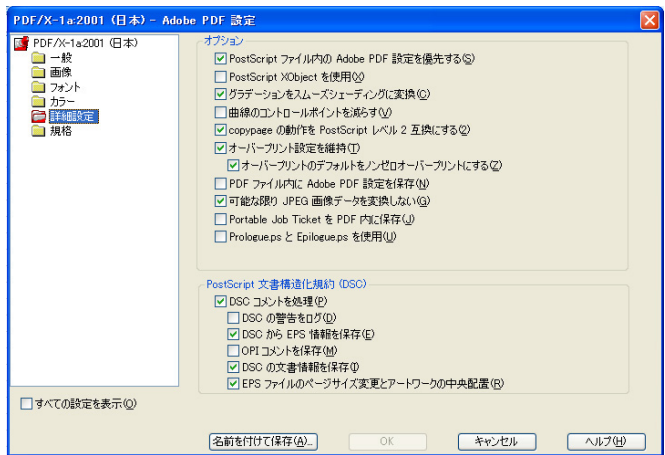 PDF/X-1a:2001 (日本) - Adobe PDF 設定
PDF/X-1a:2001 (日本)
一般
画像
フォント
カラー
詳細設定
規格
すべての設定を表示(O)
オプション
PostScript ファイル内の Adobe PDF 設定を優先する(S)
PostScript XObject を使用(X)
グラデーションをスムーズシェーディングに変換(C)
曲線のコントロールポイントを減らす(V)
copypage の動作を PostScript レベル 2 互換にする(2)
オーバープリント設定を維持(T)
オーバープリントのデフォルトをノンゼロオーバープリントにする(Z)
PDF ファイル内に Adobe PDF 設定を保存(N)
可能な限り JPEG 画像データを変換しない(G)
Portable Job Ticket を PDF 内に保存(J)
Prologue.ps と Epilogue.ps を使用(U)
PostScript 文書構造化規約 (DSC)
DSC コメントを処理(P)
DSC の警告をログ(D)
DSC から EPS 情報を保存(E)
OPI コメントを保存(M)
DSC の文書情報を保存(I)
EPS ファイルのページサイズ変更とアートワークの中央配置(R)
名前を付けて保存(A)...
OK
キャンセル
ヘルプ(H)